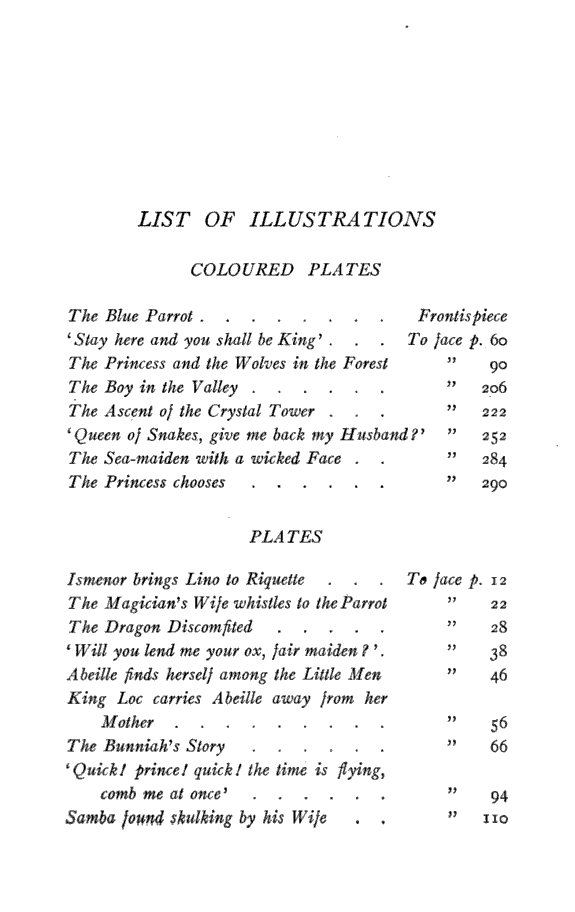 LIST OF ILLUSTRATIONS
COLOURED PLATES
The Blue Parrot . . . . . . . . Frontispiece
‘Stay here and you shall be King’ . . . To face p. 60
The Princess and the Wolves in the Forest ” 90
The Boy in the Valley . . . . . . ” 206
The Ascent of the Crystal Tower . . . ” 222
‘Queen of Snakes, give me back my Husband?’ ” 252
The Sea-maiden with a wicked Face . . ” 284
The Princess chooses . . . . . . ” 290
PLATES
Ismenor brings Lino to Riquette . . . To face p. 12
The Magician’s Wife whistles to the Parrot ” 22
The Dragon Discomfited . . . . . ” 28
‘Will you lend me your ox, fair maiden?’. ” 38
Abeille finds herself among the Little Men ” 46
King Loc carries Abeille away from her
Mother . . . . . . . . . ” 56
The Bunniah’s Story . . . . . . ” 66
‘Quick! prince! quick! the time is flying,
comb me at once’ . . . . . . ” 94
Samba found skulking by his Wife . . ” 110